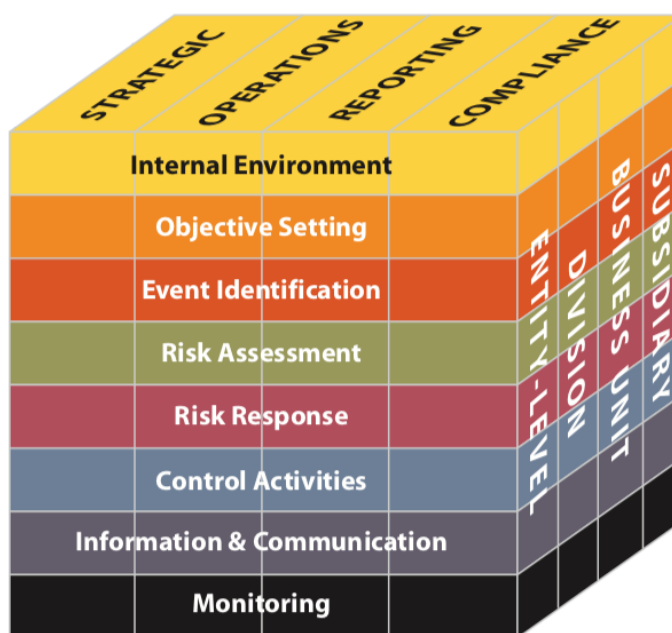 STRATEGIC
OPERATIONS
REPORTING
COMPLIANCE
Internal Environment
Objective Setting
Event Identification
Risk Assessment
Risk Response
Control Activities
Information & Communication
Monitoring
ENTITY-LEVEL
DIVISION
BUSINESS UNIT
SUBSIDIARY